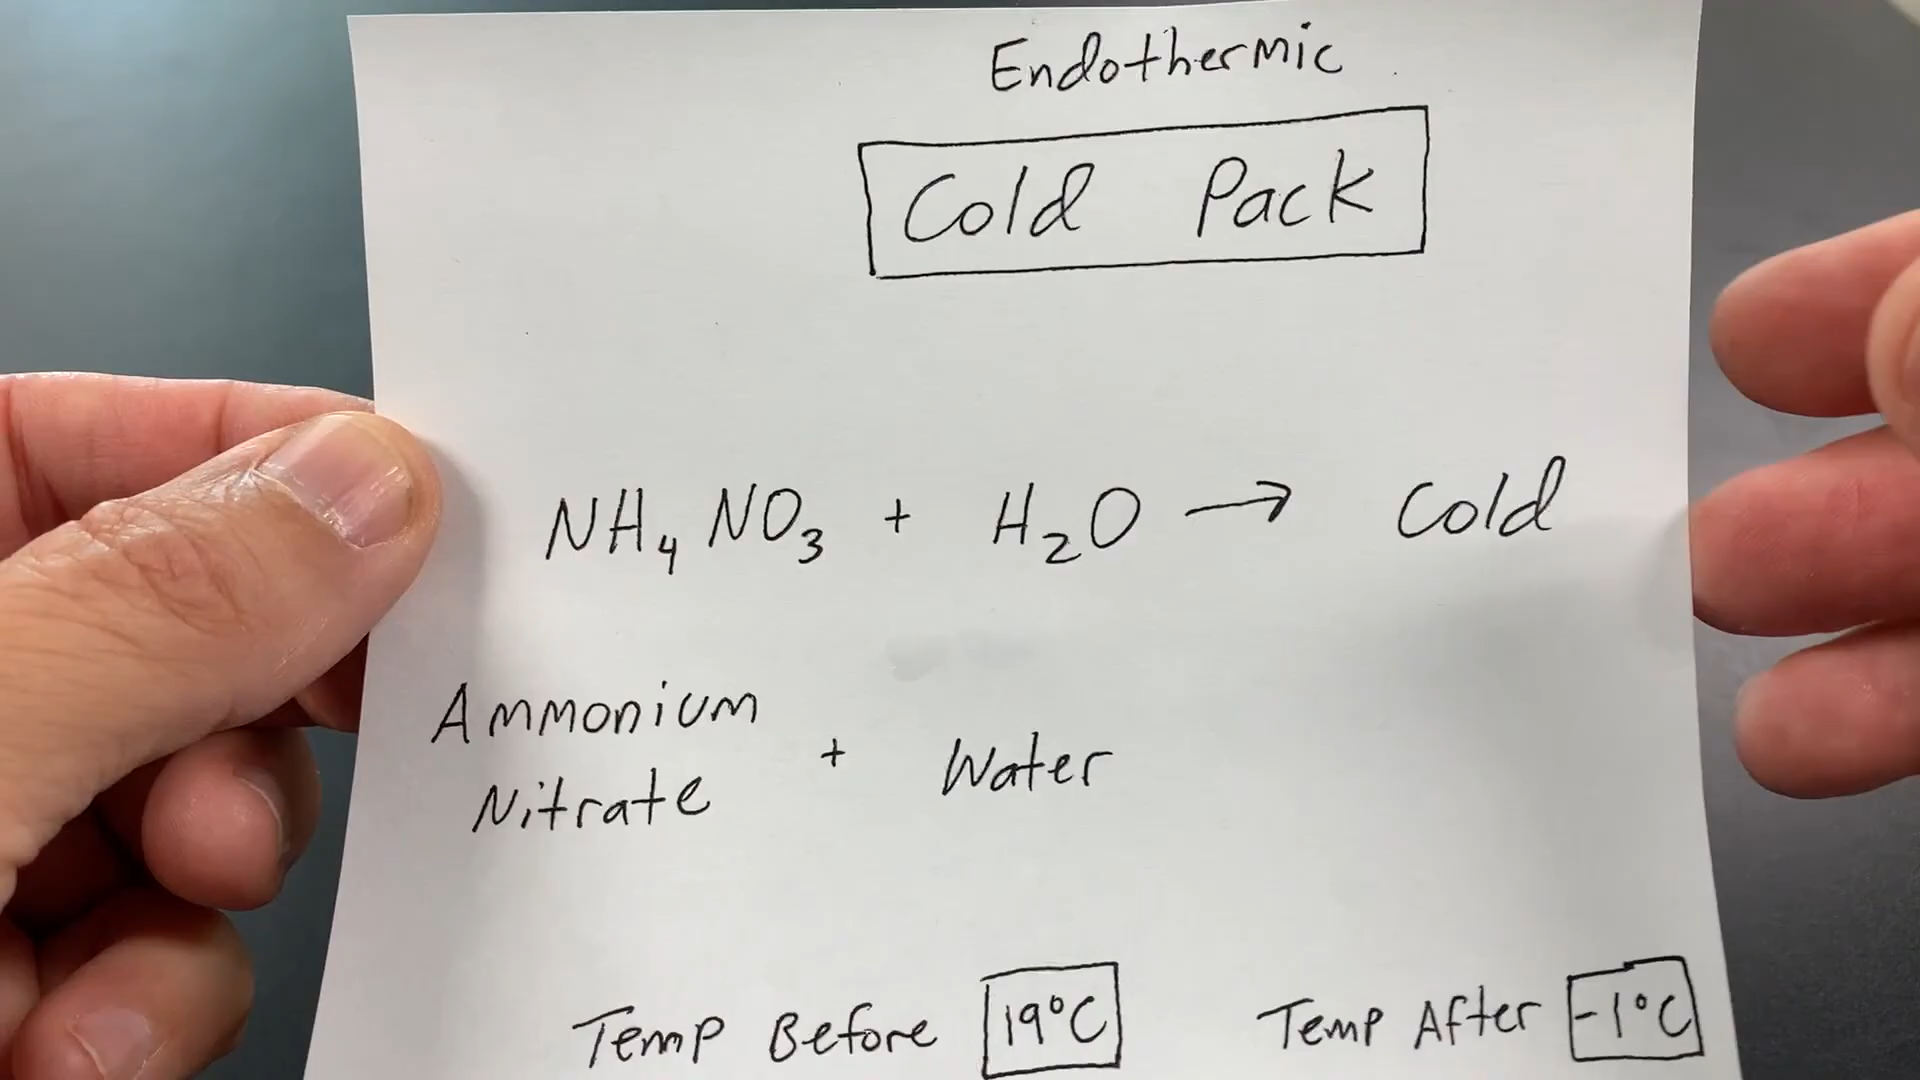 Endothermic
Cold Pack
NH₄NO₃ + H₂O → Cold
Ammonium
Nitrate + Water
Temp Before 19°C Temp After -1°C